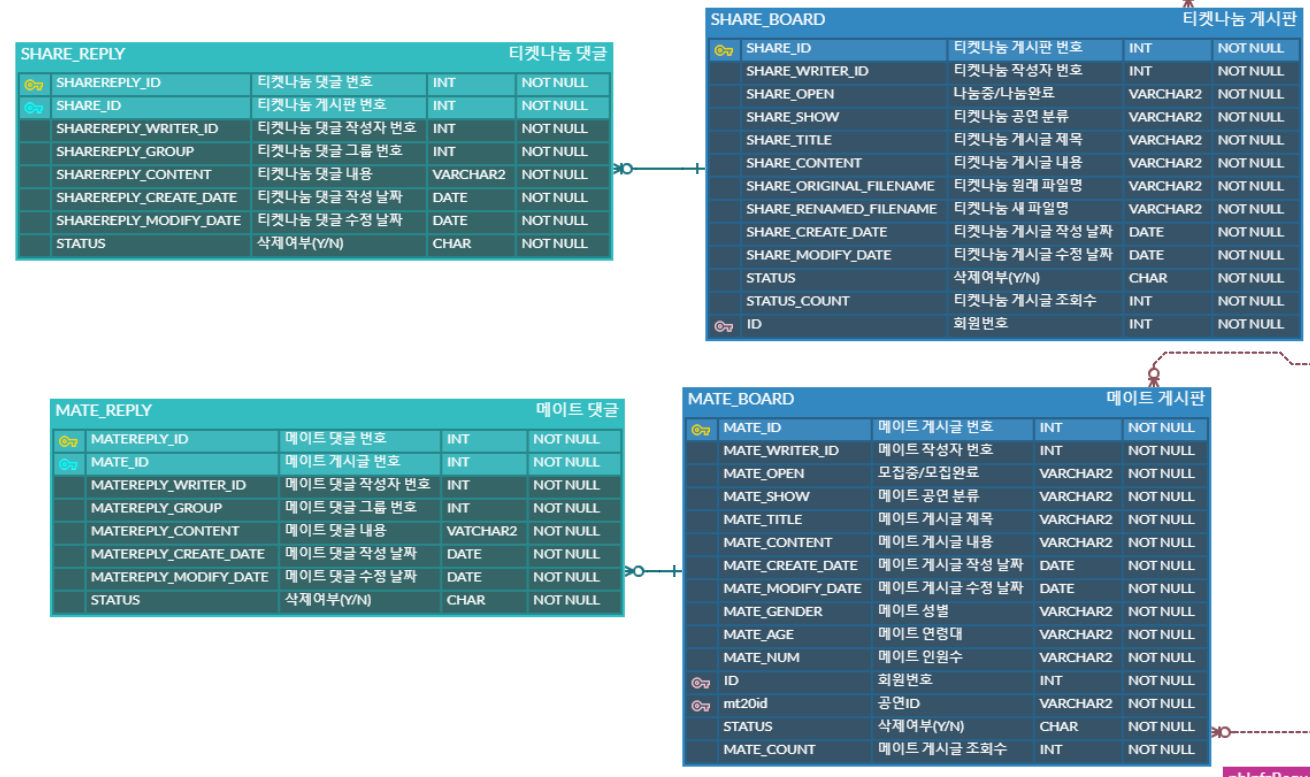 SHARE_BOARD 티켓나눔 게시판
SHARE_ID 티켓나눔 게시판 번호 INT NOT NULL
SHARE_WRITER_ID 티켓나눔 작성자 번호 INT NOT NULL
SHARE_OPEN 나눔중/나눔완료 VARCHAR2 NOT NULL
SHARE_SHOW 티켓나눔 공연 분류 VARCHAR2 NOT NULL
SHARE_TITLE 티켓나눔 게시글 제목 VARCHAR2 NOT NULL
SHARE_CONTENT 티켓나눔 게시글 내용 VARCHAR2 NOT NULL
SHARE_ORIGINAL_FILENAME 티켓나눔 원래 파일명 VARCHAR2 NOT NULL
SHARE_RENAMED_FILENAME 티켓나눔 새 파일명 VARCHAR2 NOT NULL
SHARE_CREATE_DATE 티켓나눔 게시글 작성 날짜 DATE NOT NULL
SHARE_MODIFY_DATE 티켓나눔 게시글 수정 날짜 DATE NOT NULL
STATUS 삭제여부(Y/N) CHAR NOT NULL
STATUS_COUNT 티켓나눔 게시글 조회수 INT NOT NULL
ID 회원번호 INT NOT NULL
SHARE_REPLY 티켓나눔 댓글
SHAREREPLY_ID 티켓나눔 댓글 번호 INT NOT NULL
SHARE_ID 티켓나눔 게시판 번호 INT NOT NULL
SHAREREPLY_WRITER_ID 티켓나눔 댓글 작성자 번호 INT NOT NULL
SHAREREPLY_GROUP 티켓나눔 댓글 그룹 번호 INT NOT NULL
SHAREREPLY_CONTENT 티켓나눔 댓글 내용 VARCHAR2 NOT NULL
SHAREREPLY_CREATE_DATE 티켓나눔 댓글 작성 날짜 DATE NOT NULL
SHAREREPLY_MODIFY_DATE 티켓나눔 댓글 수정 날짜 DATE NOT NULL
STATUS 삭제여부(Y/N) CHAR NOT NULL
MATE_BOARD 메이트 게시판
MATE_ID 메이트 게시글 번호 INT NOT NULL
MATE_WRITER_ID 메이트 작성자 번호 INT NOT NULL
MATE_OPEN 모집중/모집완료 VARCHAR2 NOT NULL
MATE_SHOW 메이트 공연 분류 VARCHAR2 NOT NULL
MATE_TITLE 메이트 게시글 제목 VARCHAR2 NOT NULL
MATE_CONTENT 메이트 게시글 내용 VARCHAR2 NOT NULL
MATE_CREATE_DATE 메이트 게시글 작성 날짜 DATE NOT NULL
MATE_MODIFY_DATE 메이트 게시글 수정 날짜 DATE NOT NULL
MATE_GENDER 메이트 성별 VARCHAR2 NOT NULL
MATE_AGE 메이트 연령대 VARCHAR2 NOT NULL
MATE_NUM 메이트 인원수 VARCHAR2 NOT NULL
ID 회원번호 INT NOT NULL
mt20id 공연ID VARCHAR2 NOT NULL
STATUS 삭제여부(Y/N) CHAR NOT NULL
MATE_COUNT 메이트 게시글 조회수 INT NOT NULL
MATE_REPLY 메이트 댓글
MATEREPLY_ID 메이트 댓글 번호 INT NOT NULL
MATE_ID 메이트 게시글 번호 INT NOT NULL
MATEREPLY_WRITER_ID 메이트 댓글 작성자 번호 INT NOT NULL
MATEREPLY_GROUP 메이트 댓글 그룹 번호 INT NOT NULL
MATEREPLY_CONTENT 메이트 댓글 내용 VATCHAR2 NOT NULL
MATEREPLY_CREATE_DATE 메이트 댓글 작성 날짜 DATE NOT NULL
MATEREPLY_MODIFY_DATE 메이트 댓글 수정 날짜 DATE NOT NULL
STATUS 삭제여부(Y/N) CHAR NOT NULL